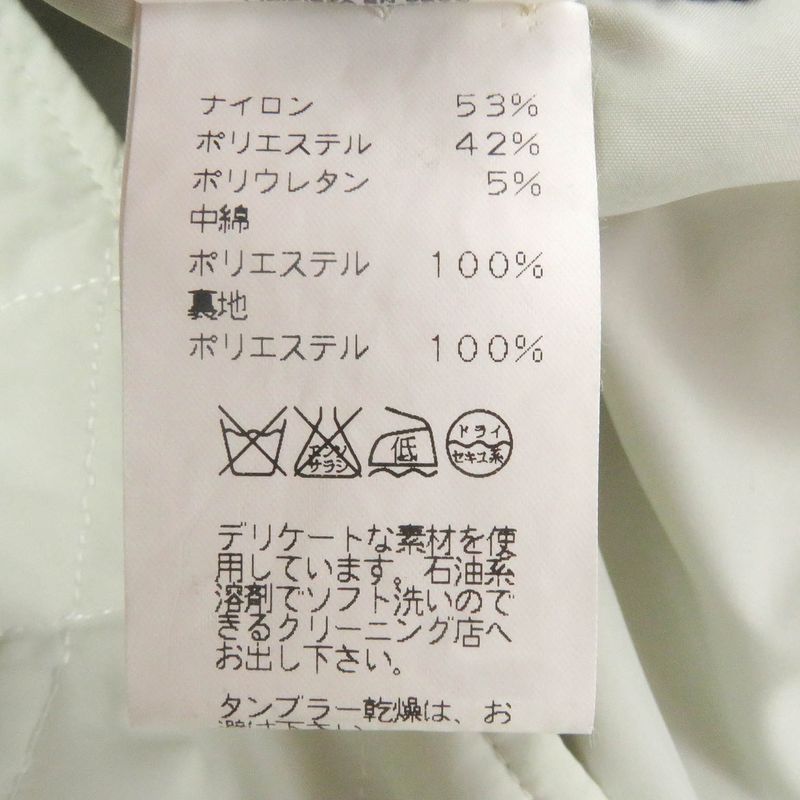 ナイロン 53%
ポリエステル 42%
ポリウレタン 5%
中綿
ポリエステル 100%
裏地
ポリエステル 100%
エンソ
サラシ
低
ドライ
セキユ系
デリケートな素材を使
用しています。石油系
溶剤でソフト洗いので
きるクリーニング店へ
お出し下さい。
タンブラー乾燥は、お